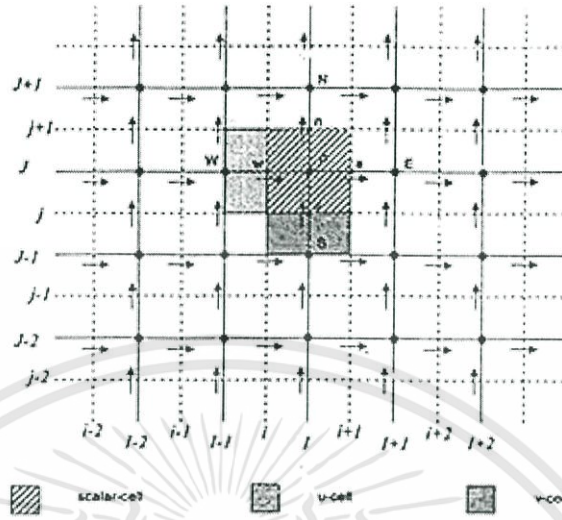 J+1
N
j+1
n
J
W
w
P
e
E
j
S
J-1
j-1
J-2
j-2
i-2
I-2
i-1
I-1
i
I
i+1
I+1
i+2
I+2
scalar-cell
u-cell